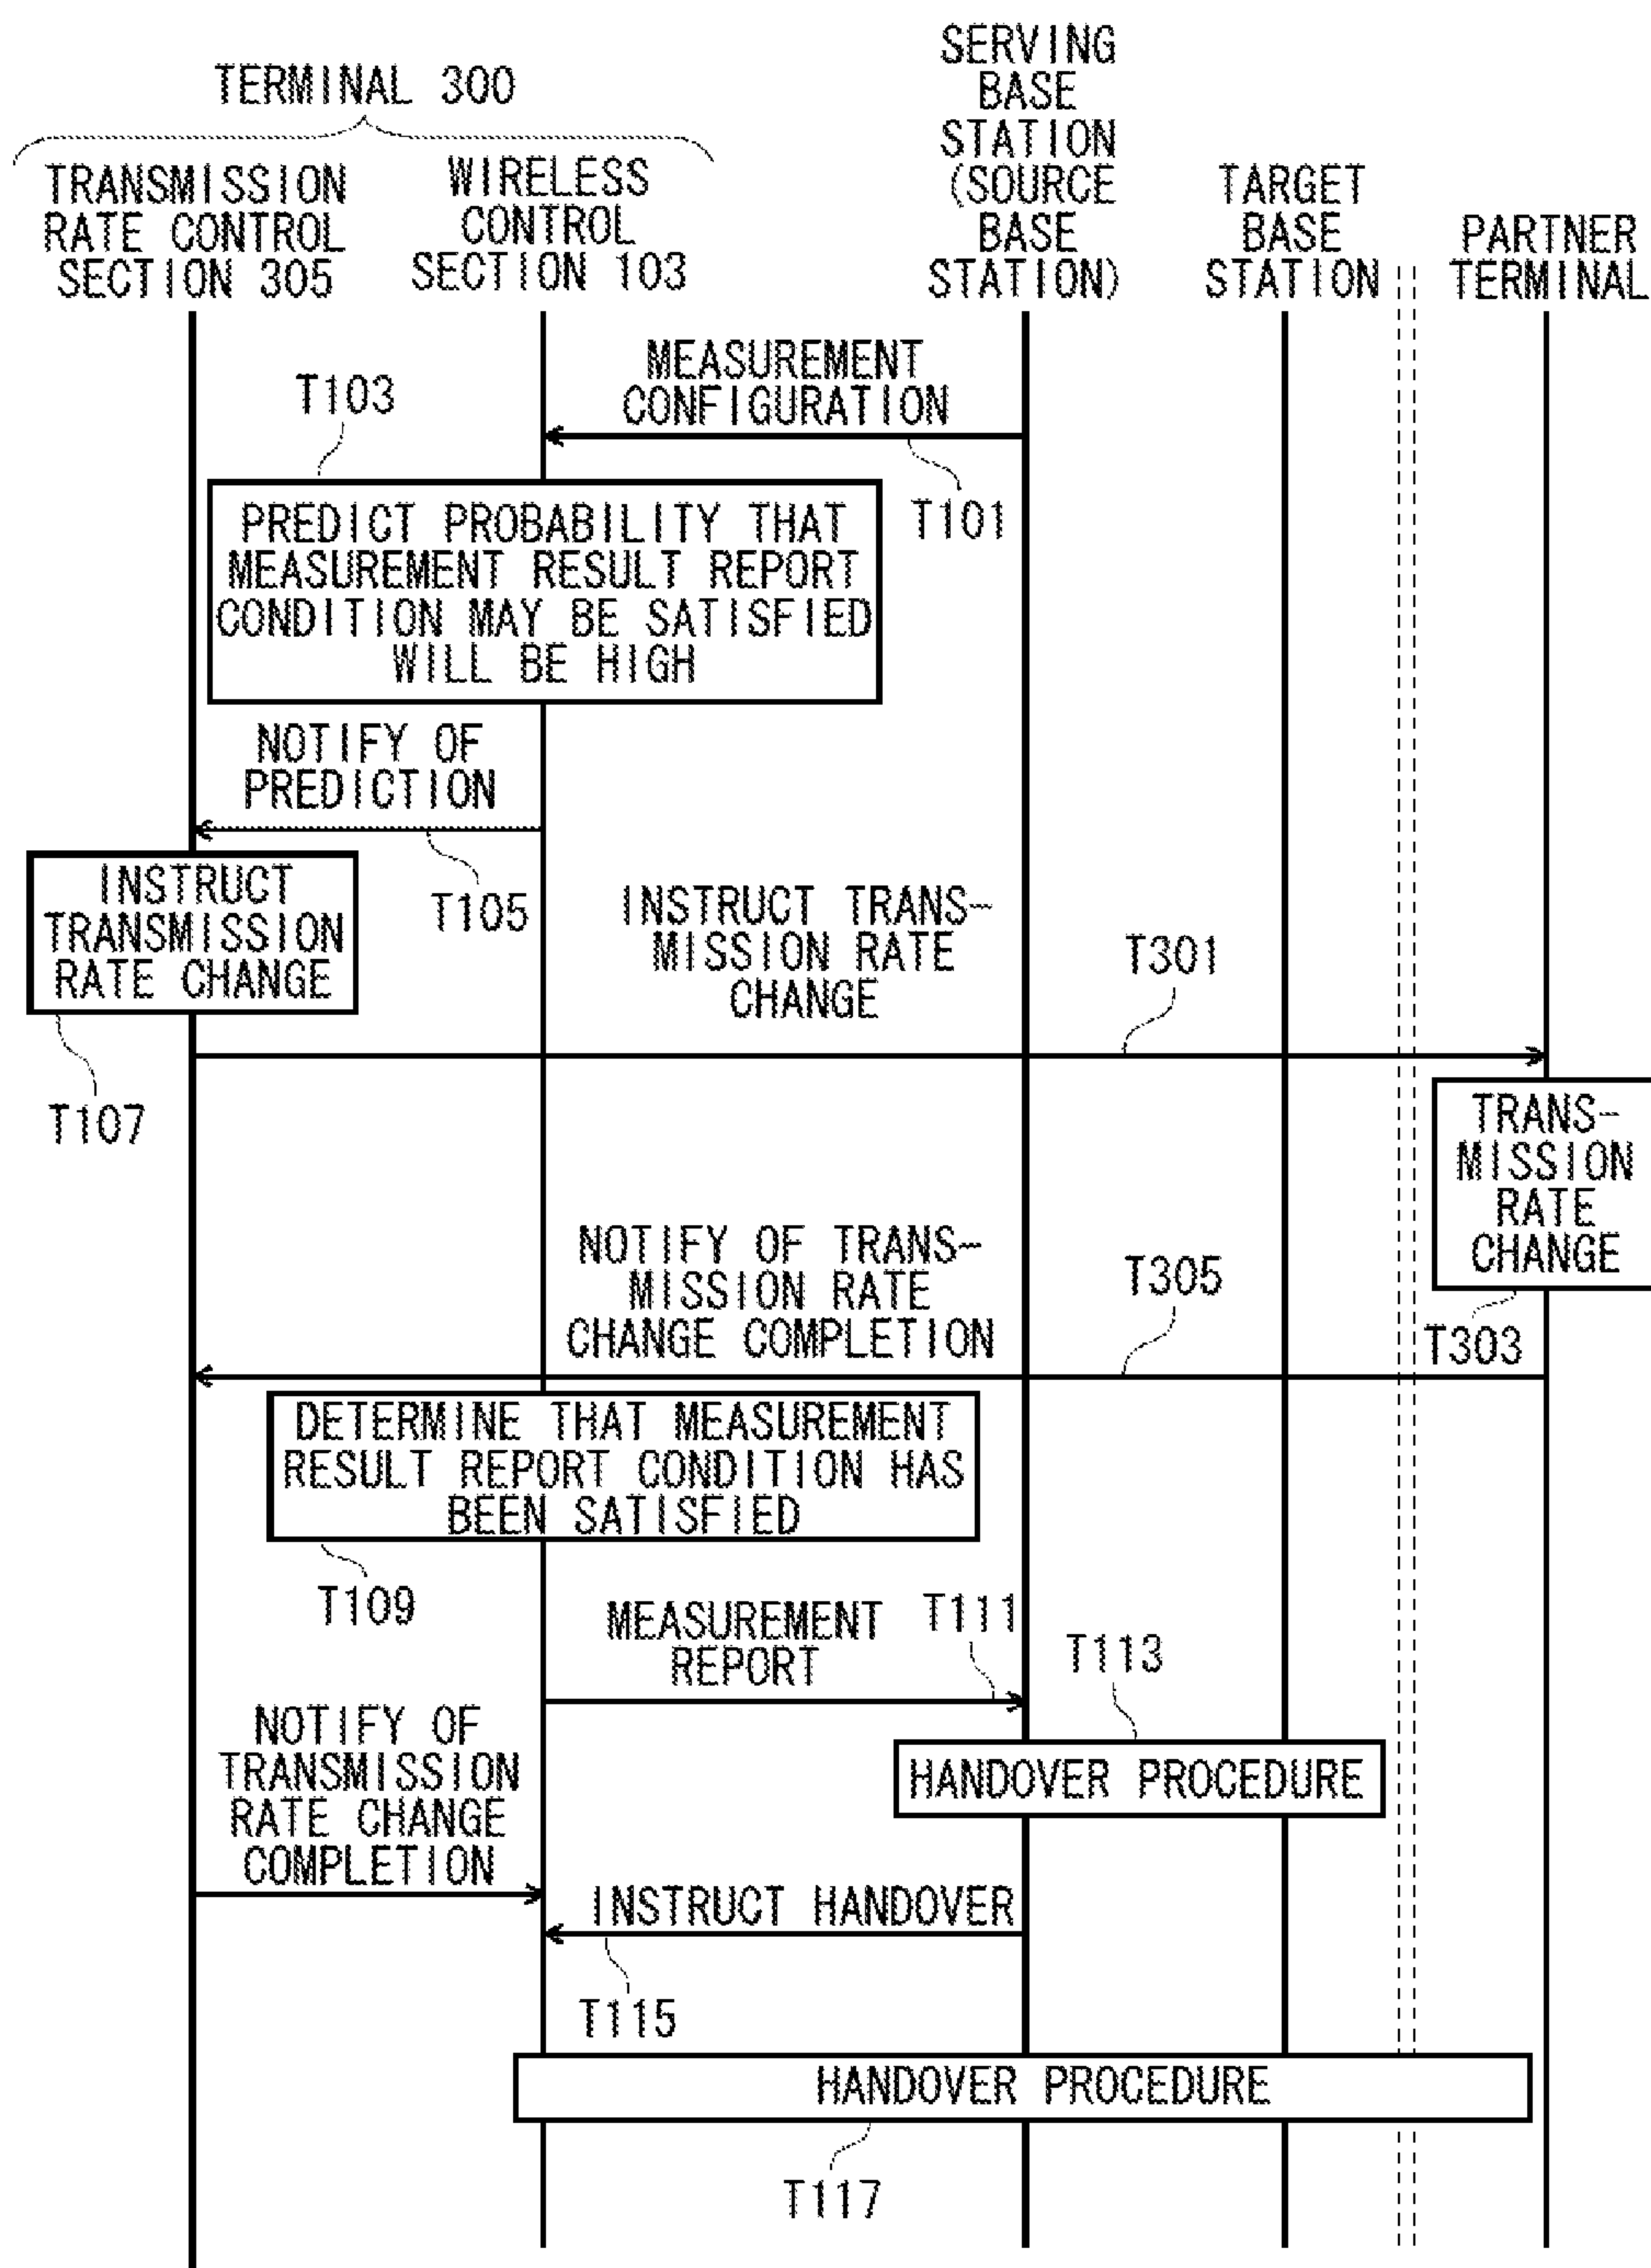 TERMINAL 300
TRANSMISSION
RATE CONTROL
SECTION 305
WIRELESS
CONTROL
SECTION 103
SERVING
BASE
STATION
(SOURCE
BASE
STATION)
TARGET
BASE
STATION
PARTNER
TERMINAL
MEASUREMENT
CONFIGURATION
T101
T103
PREDICT PROBABILITY THAT
MEASUREMENT RESULT REPORT
CONDITION MAY BE SATISFIED
WILL BE HIGH
NOTIFY OF
PREDICTION
T105
INSTRUCT
TRANSMISSION
RATE CHANGE
T107
INSTRUCT TRANS-
MISSION RATE
CHANGE
T301
TRANS-
MISSION
RATE
CHANGE
T303
NOTIFY OF TRANS-
MISSION RATE
CHANGE COMPLETION
T305
DETERMINE THAT MEASUREMENT
RESULT REPORT CONDITION HAS
BEEN SATISFIED
T109
MEASUREMENT
REPORT
T111
T113
HANDOVER PROCEDURE
NOTIFY OF
TRANSMISSION
RATE CHANGE
COMPLETION
INSTRUCT HANDOVER
T115
HANDOVER PROCEDURE
T117